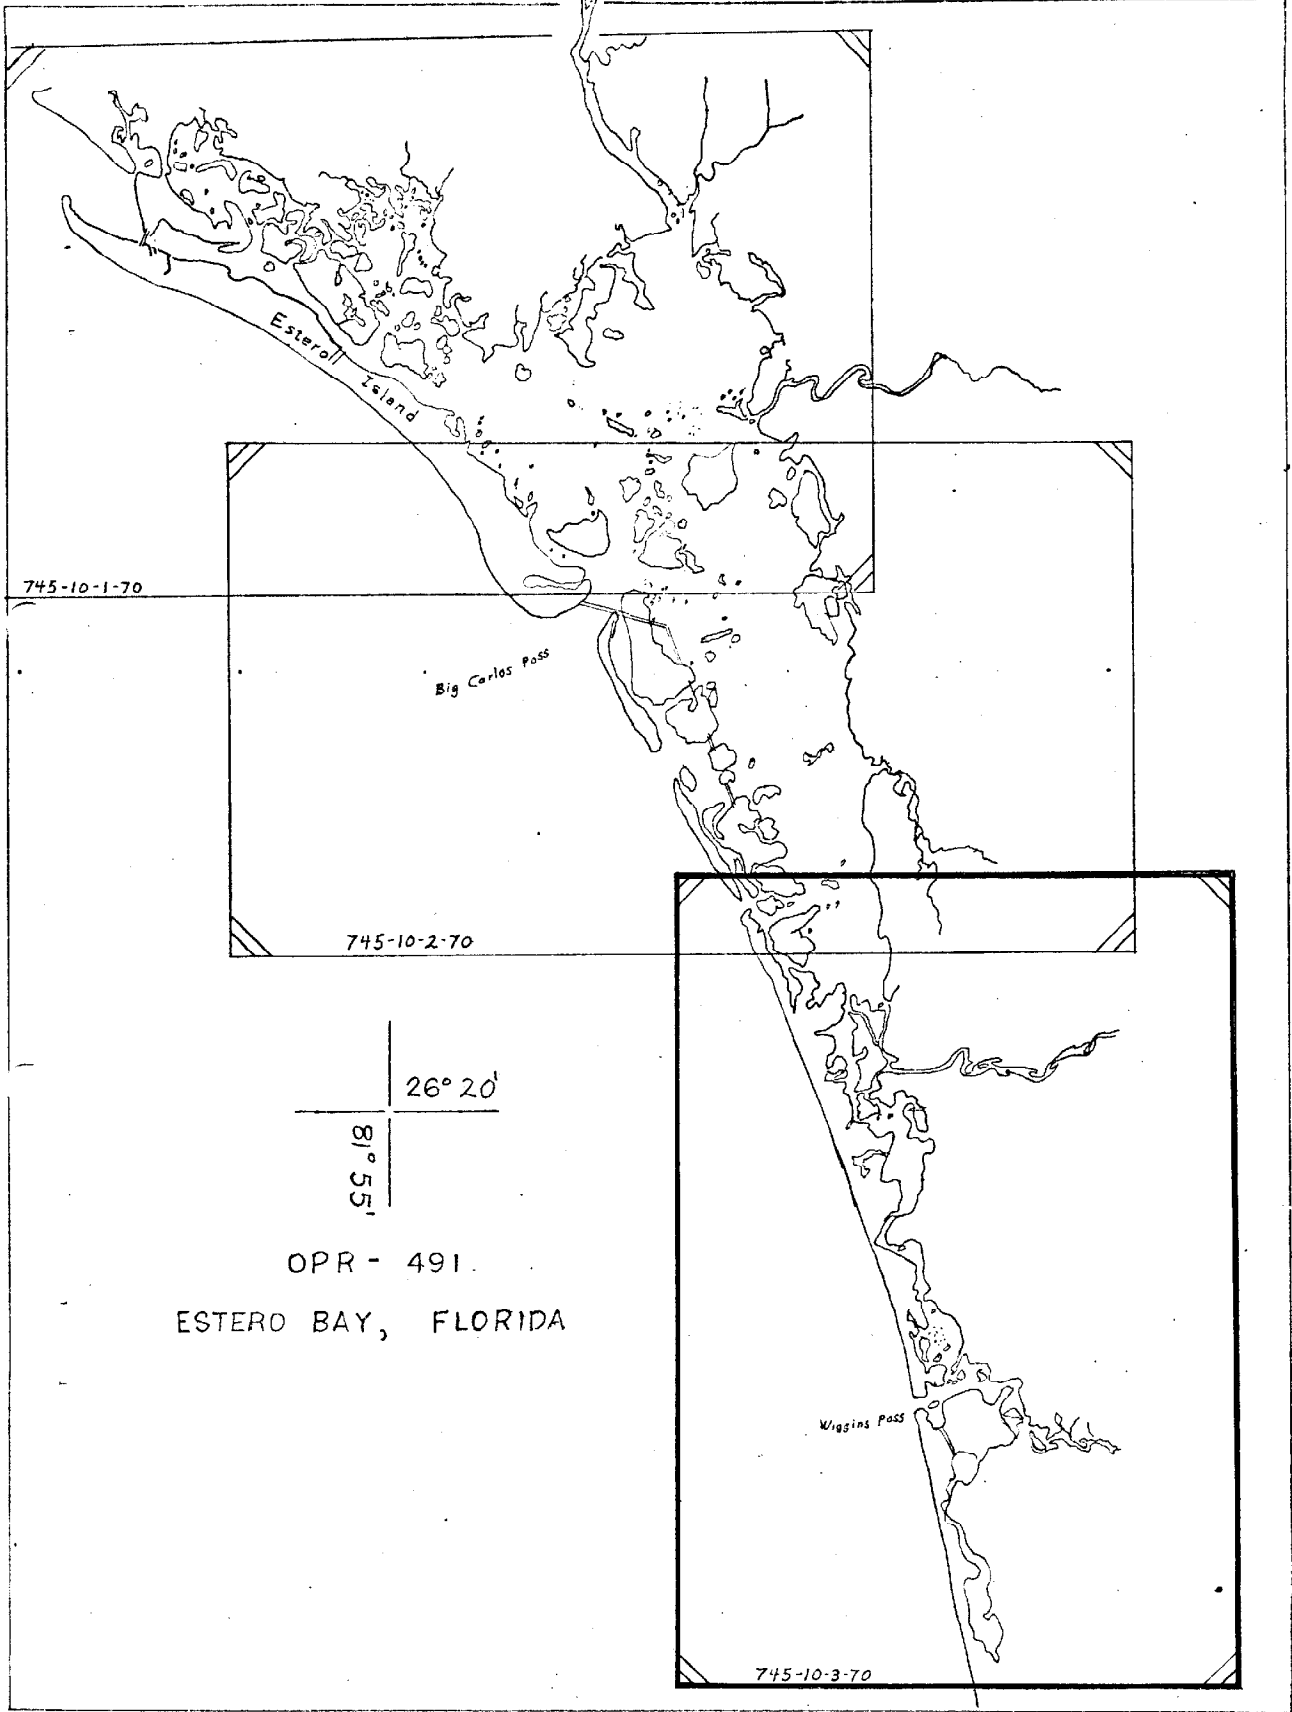 Estero
Island
745-10-1-70
Big Carlos Pass
745-10-2-70
26° 20'
81° 55'
OPR - 491.
ESTERO BAY, FLORIDA
Wiggins Pass
745-10-3-70